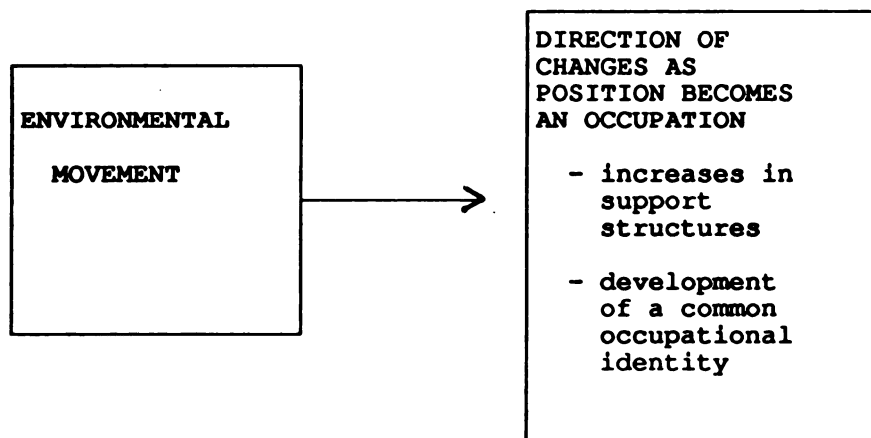 ENVIRONMENTAL
MOVEMENT
DIRECTION OF
CHANGES AS
POSITION BECOMES
AN OCCUPATION
- increases in
support
structures
- development
of a common
occupational
identity